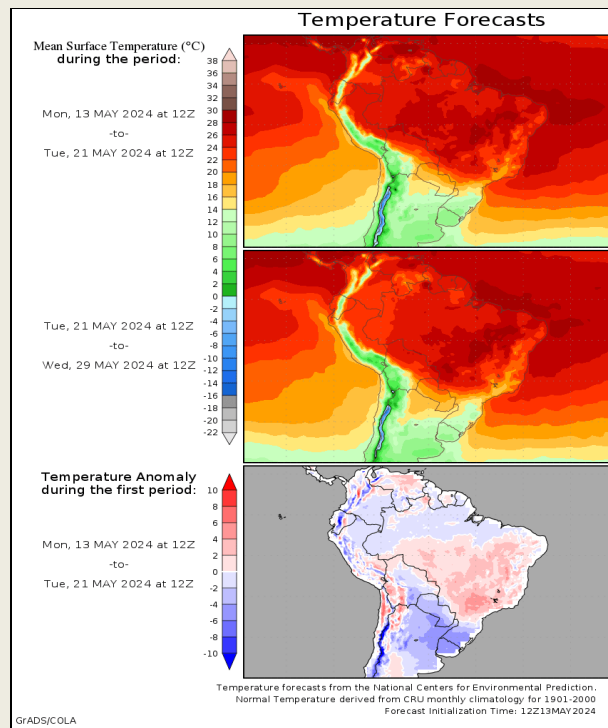 Temperature Forecasts
Mean Surface Temperature (°C)
during the period:
Mon, 13 MAY 2024 at 12Z
-to-
Tue, 21 MAY 2024 at 12Z
38
36
34
32
30
28
26
24
22
20
18
16
14
12
10
8
6
4
2
0
-2
-4
-6
-8
-10
-12
-14
-16
-18
-20
-22
Tue, 21 MAY 2024 at 12Z
-to-
Wed, 29 MAY 2024 at 12Z
Temperature Anomaly
during the first period:
Mon, 13 MAY 2024 at 12Z
-to-
Tue, 21 MAY 2024 at 12Z
10
8
6
4
2
0
-2
-4
-6
-8
-10
Temperature forecasts from the National Centers for Environmental Prediction.
Normal Temperature derived from CRU monthly climatology for 1901-2000
Forecast Initialization Time: 12Z13MAY2024
GrADS/COLA